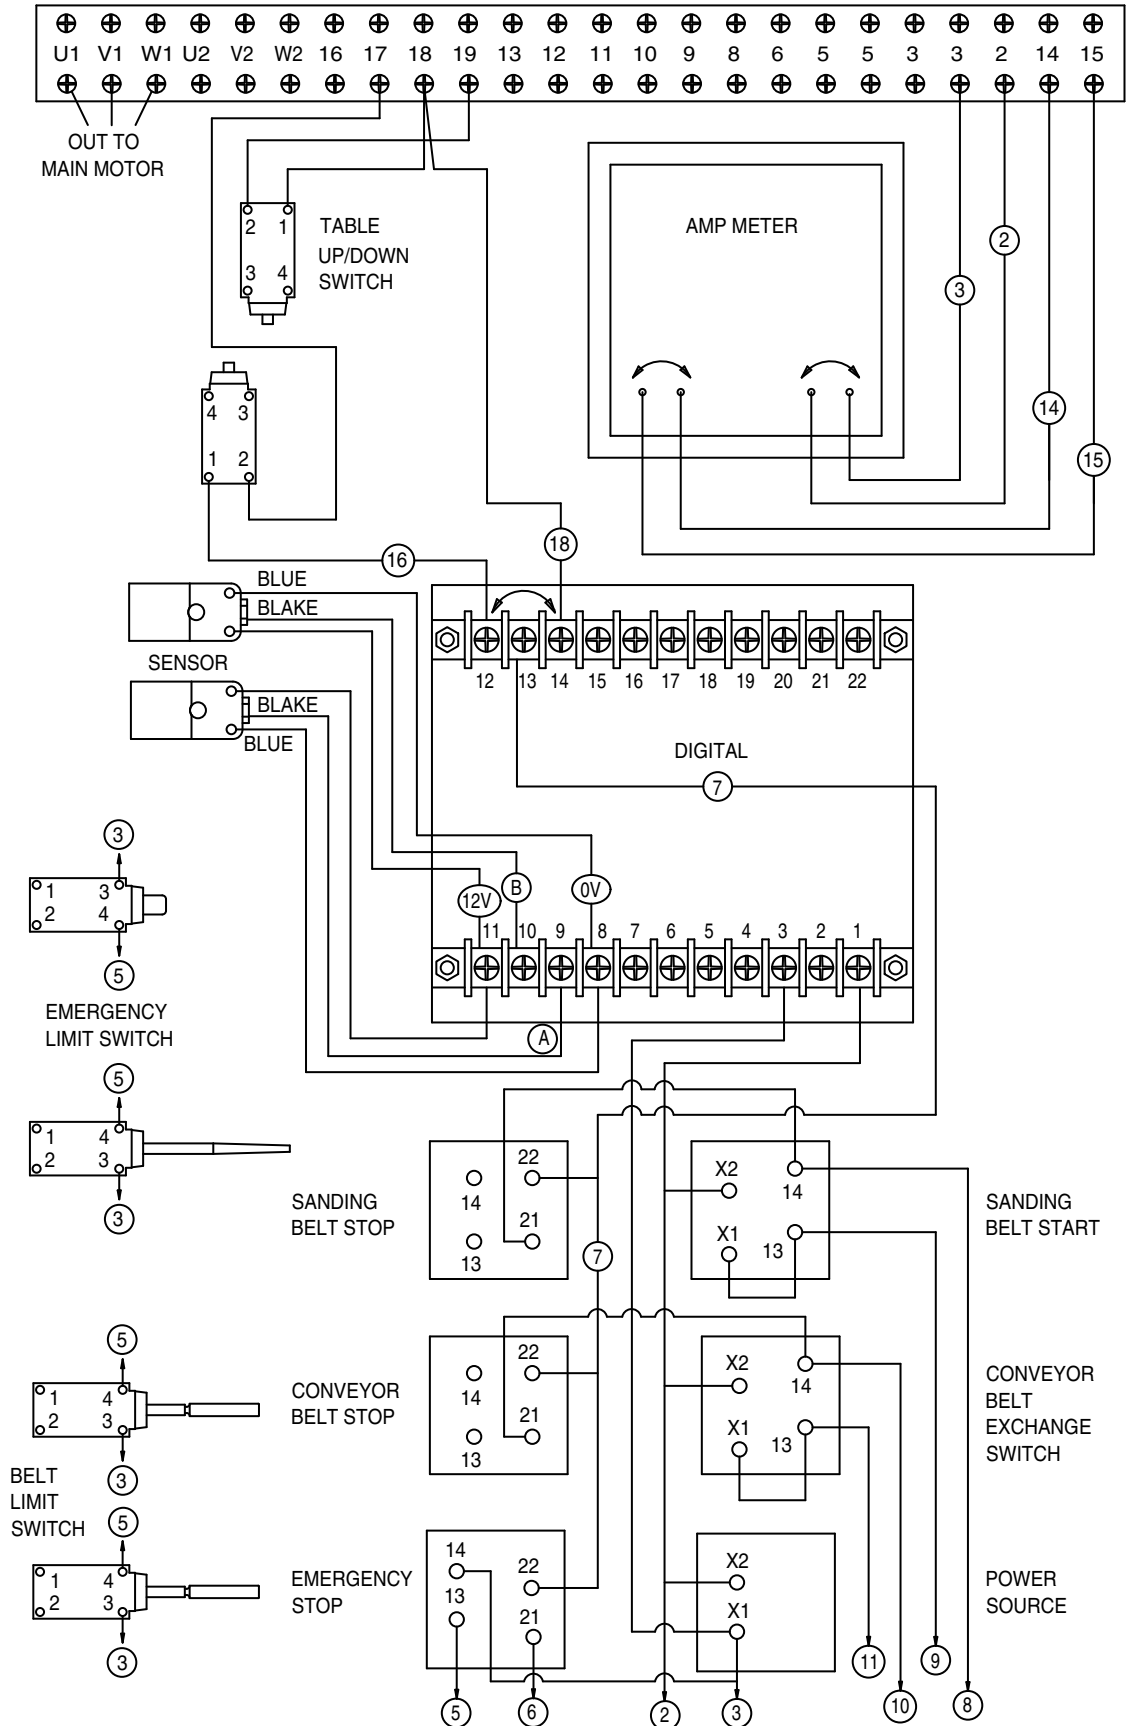 U1 V1 W1 U2 V2 W2 16 17 18 19 13 12 11 10 9 8 6 5 5 3 3 2 14 15
OUT TO
MAIN MOTOR
2 1
3 4
TABLE
UP/DOWN
SWITCH
AMP METER
2
3
14
15
4 3
1 2
16
18
BLUE
BLAKE
SENSOR
BLAKE
BLUE
12 13 14 15 16 17 18 19 20 21 22
DIGITAL
7
12V
B
0V
11 10 9 8 7 6 5 4 3 2 1
A
3
1 3
2 4
5
EMERGENCY
LIMIT SWITCH
5
1 4
2 3
3
SANDING
BELT STOP
22
14
21
13
7
X2
14
X1
13
SANDING
BELT START
5
1 4
2 3
3
CONVEYOR
BELT STOP
22
14
21
13
X2
14
X1
13
CONVEYOR
BELT
EXCHANGE
SWITCH
BELT
LIMIT
SWITCH
5
1 4
2 3
3
EMERGENCY
STOP
14
22
13
21
X2
X1
POWER
SOURCE
5
6
2
3
11
10
9
8